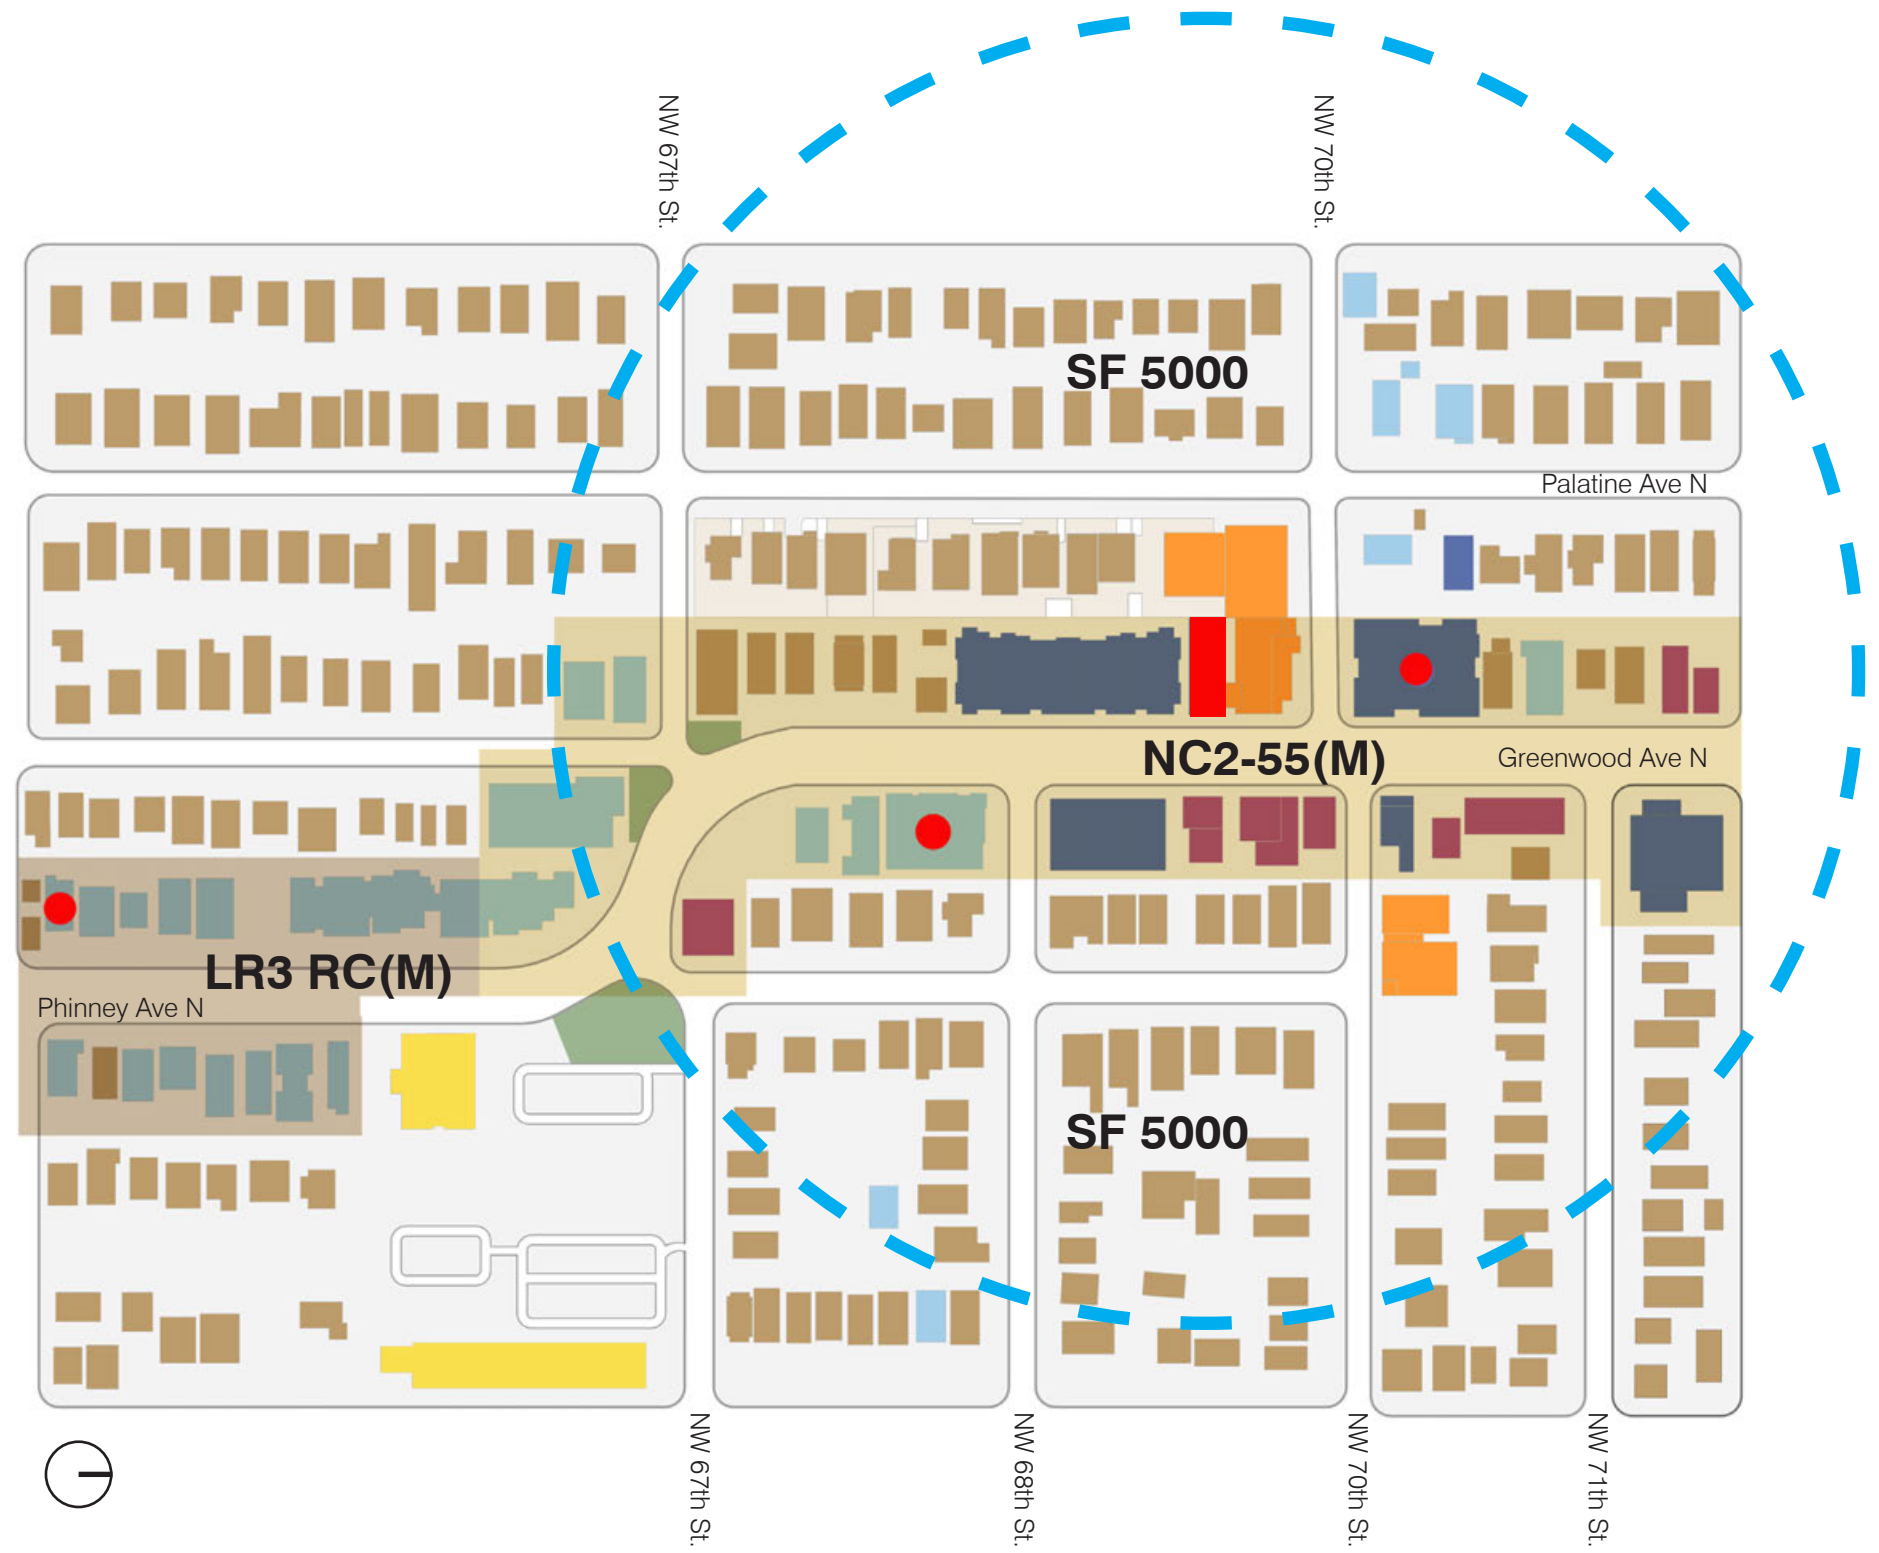 NW 67th St.
NW 70th St.
SF 5000
Palatine Ave N
NC2-55(M)
Greenwood Ave N
LR3 RC(M)
Phinney Ave N
SF 5000
NW 67th St.
NW 68th St.
NW 70th St.
NW 71th St.